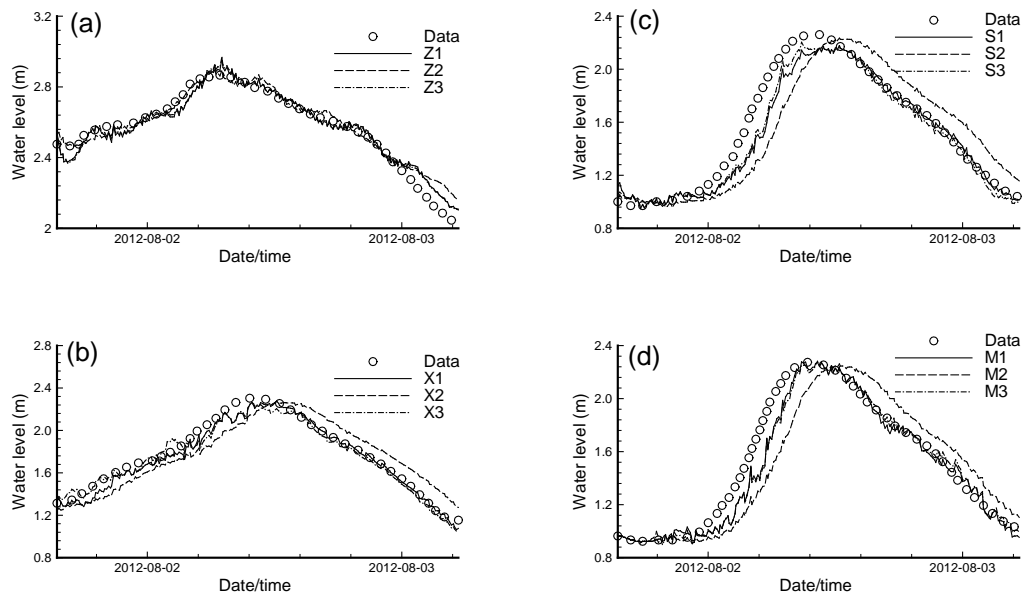 (a)
Water level (m)
3.2
2.8
2.4
2
Data
Z1
Z2
Z3
2012-08-02
2012-08-03
Date/time
(c)
Water level (m)
2.4
2.0
1.6
1.2
0.8
Data
S1
S2
S3
2012-08-02
2012-08-03
Date/time
(b)
Water level (m)
2.8
2.4
2.0
1.6
1.2
0.8
Data
X1
X2
X3
2012-08-02
2012-08-03
Date/time
(d)
Water level (m)
2.4
2.0
1.6
1.2
0.8
Data
M1
M2
M3
2012-08-02
2012-08-03
Date/time